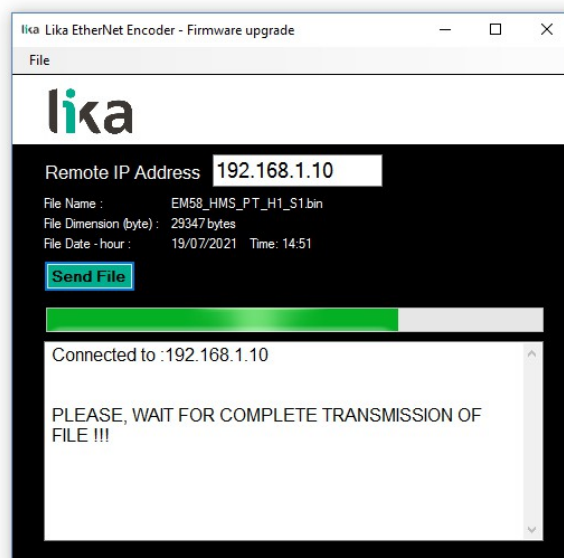 lika Lika EtherNet Encoder - Firmware upgrade
File
lika
Remote IP Address 192.168.1.10
File Name : EM58_HMS_PT_H1_S1.bin
File Dimension (byte) : 29347 bytes
File Date - hour : 19/07/2021 Time: 14:51
Send File
Connected to :192.168.1.10
PLEASE, WAIT FOR COMPLETE TRANSMISSION OF
FILE !!!